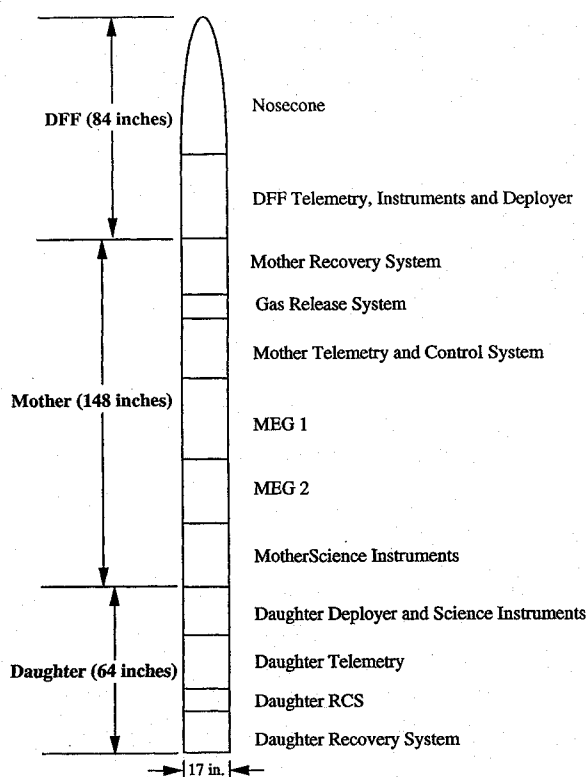 Nosecone
DFF (84 inches)
DFF Telemetry, Instruments and Deployer
Mother Recovery System
Gas Release System
Mother Telemetry and Control System
Mother (148 inches)
MEG 1
MEG 2
MotherScience Instruments
Daughter Deployer and Science Instruments
Daughter Telemetry
Daughter (64 inches)
Daughter RCS
Daughter Recovery System
17 in.